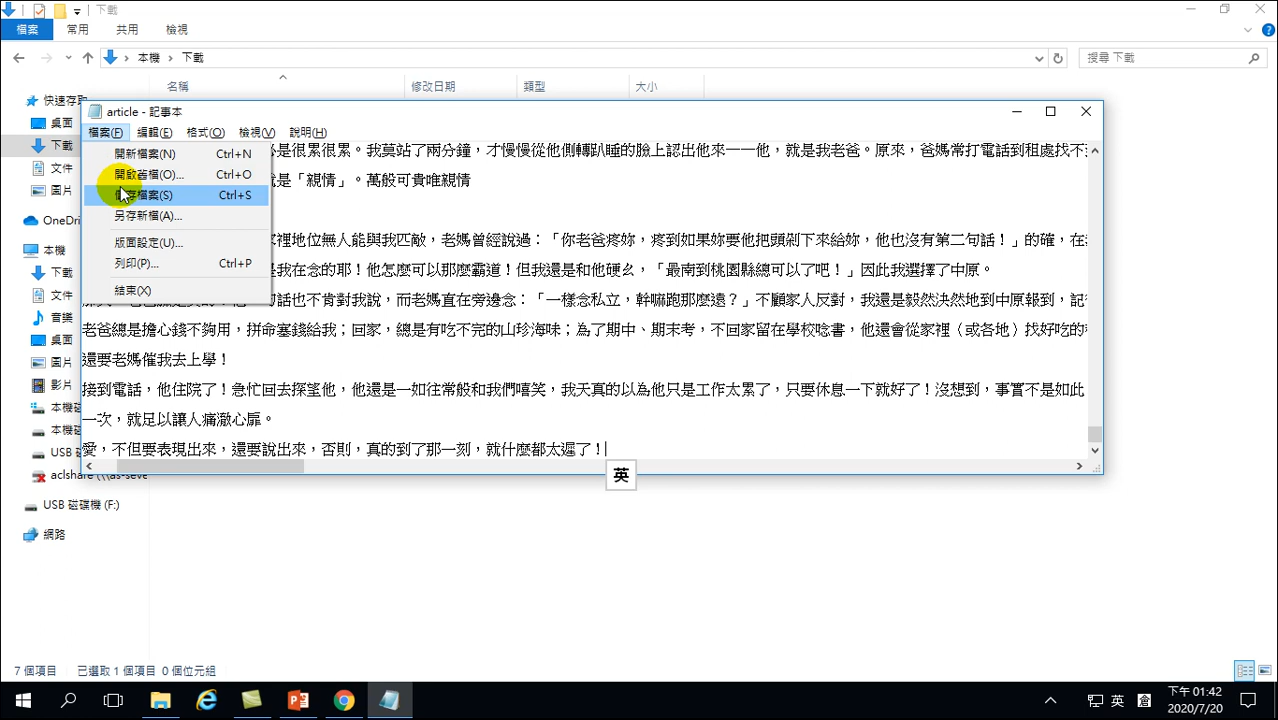 下載
檔案 常用 共用 檢視
本機 下載 搜尋 下載
名稱 修改日期 類型 大小
快速存取
桌面
下載
文件
圖片
OneDri
本機
下載
文件
音樂
桌面
圖片
影片
本機磁
本機磁
USB 磁
aclshare (\\as-seve
USB 磁碟機 (F:)
網路
article - 記事本
檔案(F) 編輯(E) 格式(O) 檢視(V) 說明(H)
開新檔案(N) Ctrl+N
開啟舊檔(O)... Ctrl+O
儲存檔案(S) Ctrl+S
另存新檔(A)...
版面設定(U)...
列印(P)... Ctrl+P
結束(X)
是很累很累。我莫站了兩分鐘,才慢慢從他側轉趴睡的臉上認出他來——他,就是我老爸。原來,爸媽常打電話到租處找不到
就是「親情」。萬般可貴唯親情
家裡地位無人能與我匹敵,老媽曾經說過:「你老爸疼妳,疼到如果妳要他把頭剁下來給妳,他也沒有第二句話!」的確,在
是我在念的耶!他怎麼可以那麼霸道!但我還是和他硬幺,「最南到桃園縣總可以了吧!」因此我選擇了中原。
句話也不肯對我說,而老媽直在旁邊念:「一樣念私立,幹嘛跑那麼遠?」不顧家人反對,我還是毅然決然地到中原報到,記
老爸總是擔心錢不夠用,拼命塞錢給我;回家,總是有吃不完的山珍海味;為了期中、期末考,不回家留在學校唸書,他還會從家裡(或各地)找好吃的
還要老媽催我去上學!
接到電話,他住院了!急忙回去探望他,他還是一如往常般和我們嘻笑,我天真的以為他只是工作太累了,只要休息一下就好了!沒想到,事實不是如此
一次,就足以讓人痛澈心扉。
愛,不但要表現出來,還要說出來,否則,真的到了那一刻,就什麼都太遲了!
英
7 個項目 已選取 1 個項目 0 個位元組
英 下午 01:42
2020/7/20